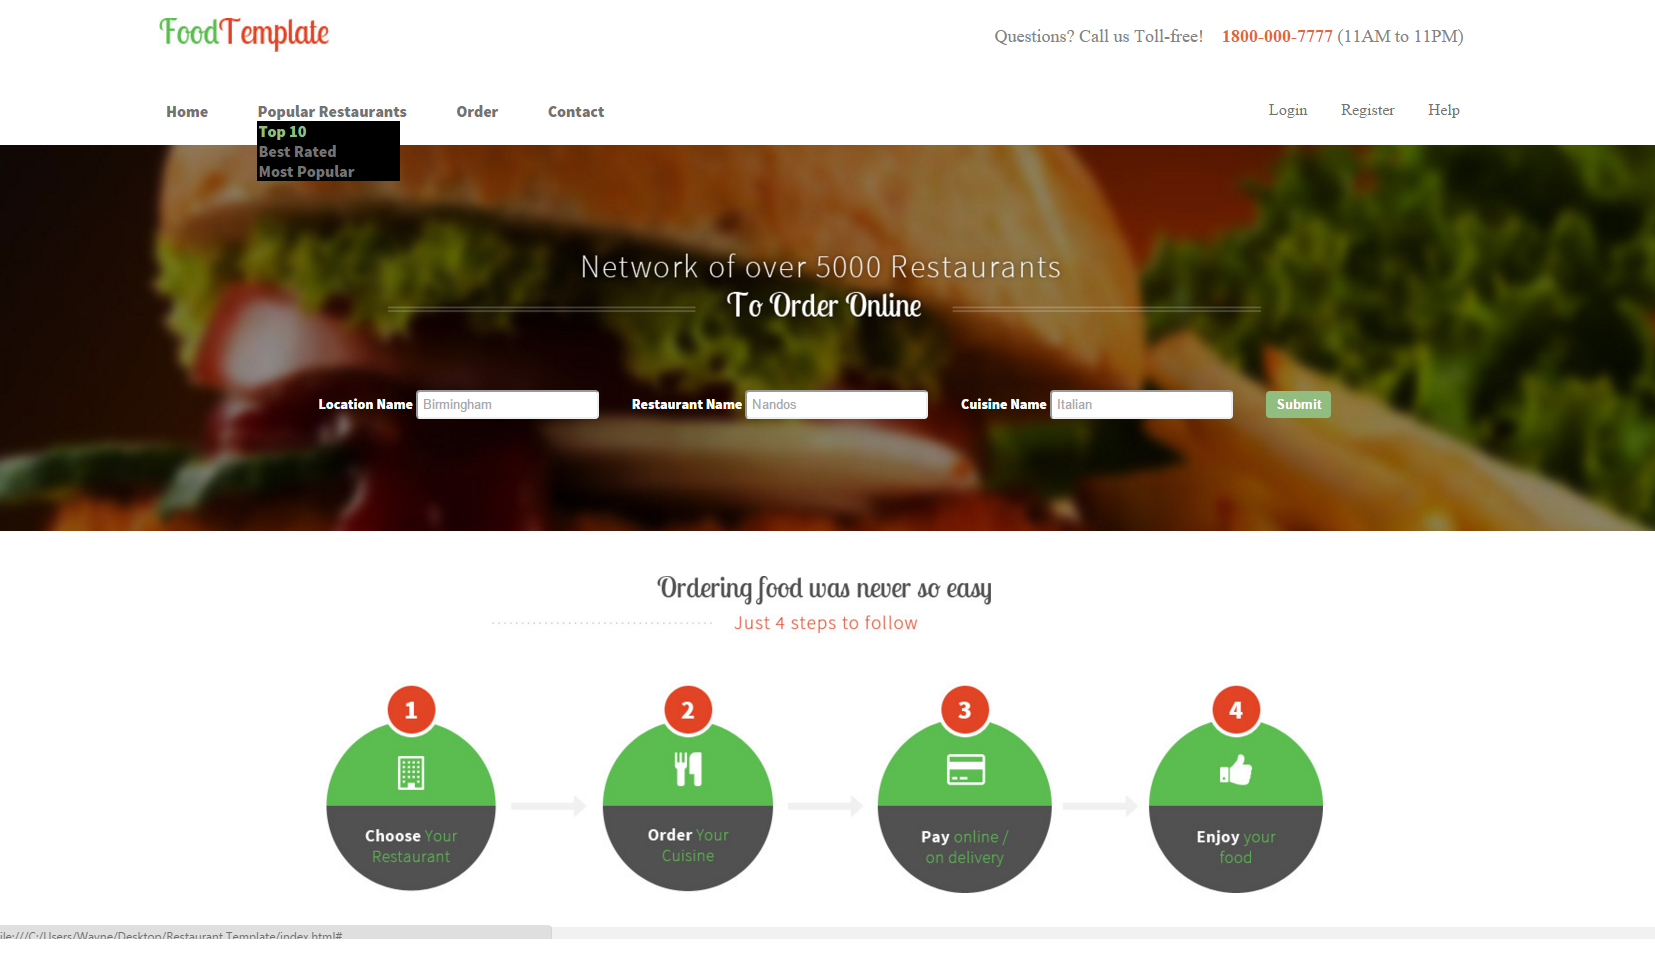 FoodTemplate
Questions? Call us Toll-free! 1800-000-7777 (11AM to 11PM)
Home Popular Restaurants Order Contact
Login Register Help
Top 10
Best Rated
Most Popular
Network of over 5000 Restaurants
To Order Online
Location Name Birmingham Restaurant Name Nandos Cuisine Name Italian Submit
Ordering food was never so easy
Just 4 steps to follow
1
Choose Your
Restaurant
2
Order Your
Cuisine
3
Pay online /
on delivery
4
Enjoy your
food
ile:///C:/Users/Wayne/Desktop/Restaurant Template/index.html#